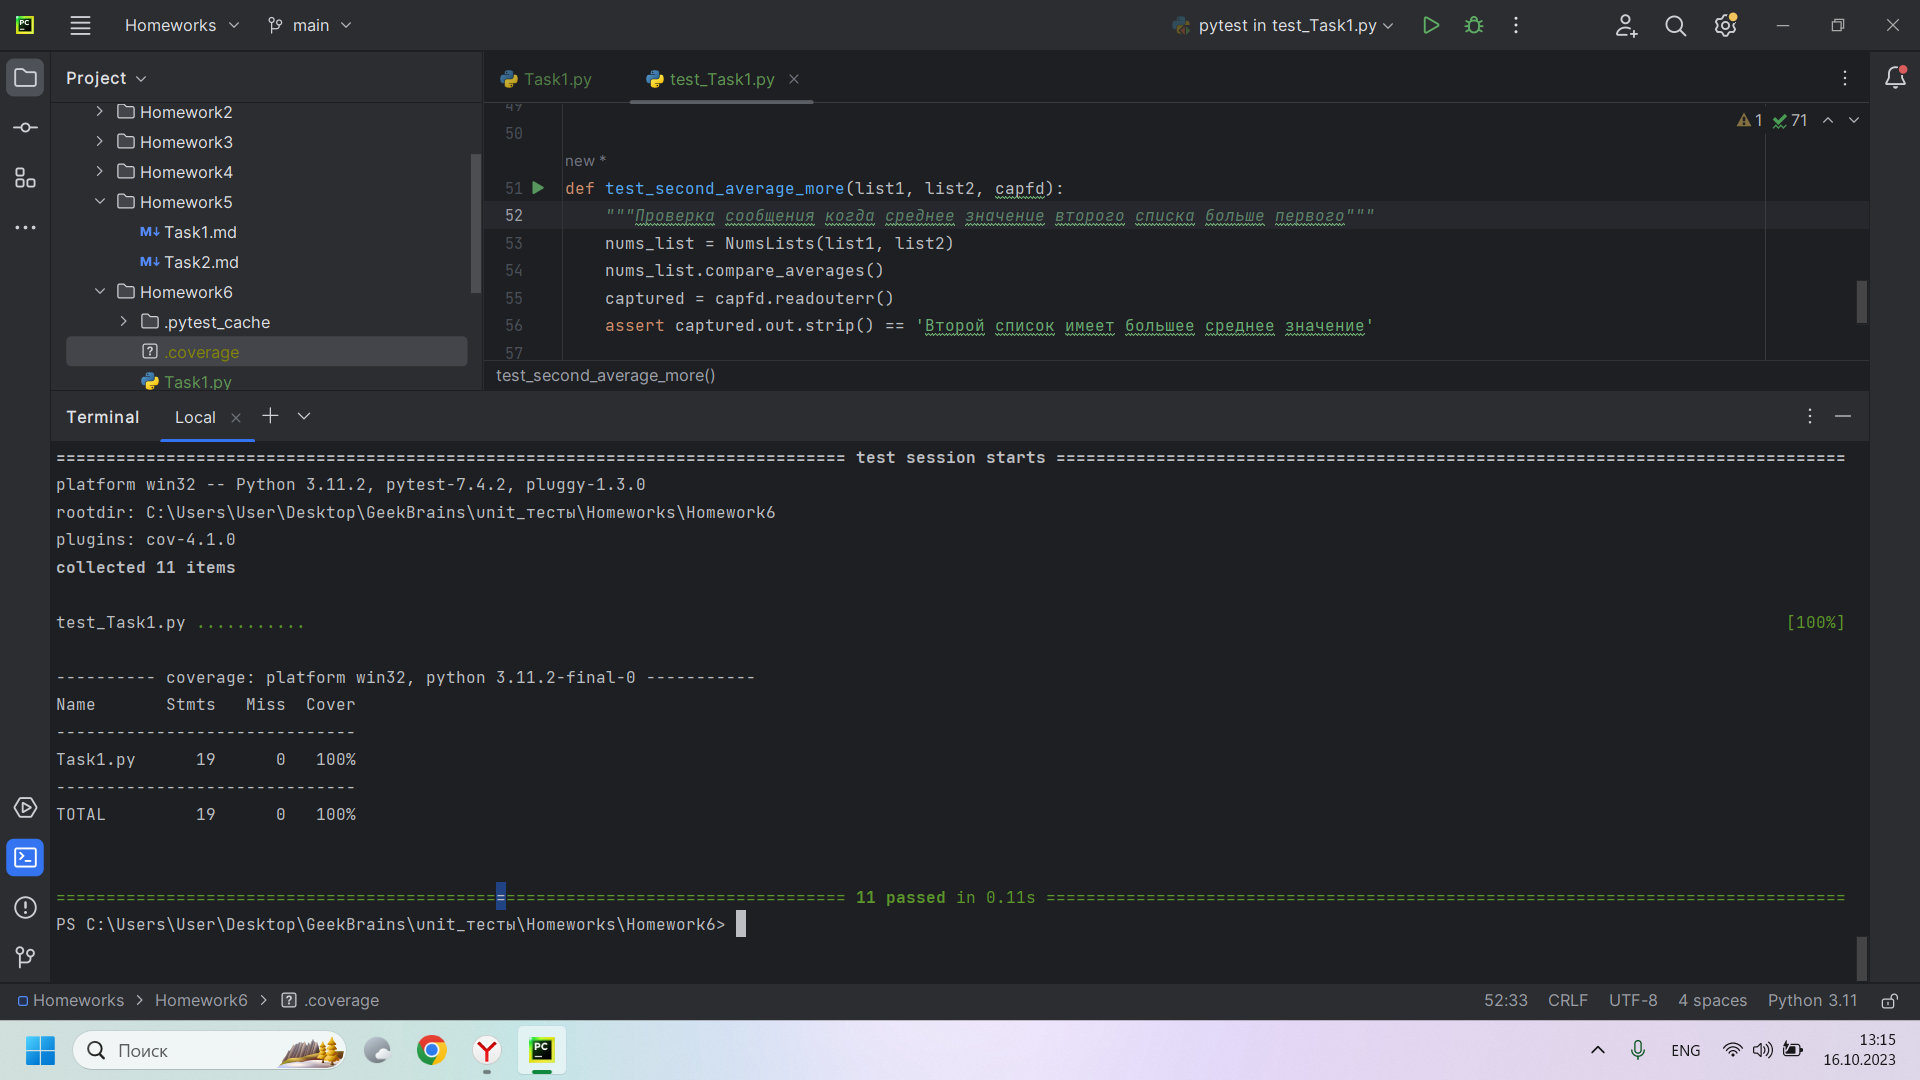 PC
Homeworks
main
pytest in test_Task1.py
Project
Homework2
Homework3
Homework4
Homework5
M↓ Task1.md
M↓ Task2.md
Homework6
.pytest_cache
.coverage
Task1.py
Task1.py
test_Task1.py
1 71
49
50
new *
51 def test_second_average_more(list1, list2, capfd):
52 """Проверка сообщения когда среднее значение второго списка больше первого"""
53 nums_list = NumsLists(list1, list2)
54 nums_list.compare_averages()
55 captured = capfd.readouterr()
56 assert captured.out.strip() == 'Второй список имеет большее среднее значение'
57
test_second_average_more()
Terminal Local
=============================================================================== test session starts ===============================================================================
platform win32 -- Python 3.11.2, pytest-7.4.2, pluggy-1.3.0
rootdir: C:\Users\User\Desktop\GeekBrains\unit_тесты\Homeworks\Homework6
plugins: cov-4.1.0
collected 11 items
test_Task1.py ........... [100%]
---------- coverage: platform win32, python 3.11.2-final-0 -----------
Name Stmts Miss Cover
------------------------------
Task1.py 19 0 100%
------------------------------
TOTAL 19 0 100%
=============================================================================== 11 passed in 0.11s ================================================================================
PS C:\Users\User\Desktop\GeekBrains\unit_тесты\Homeworks\Homework6>
Homeworks > Homework6 > .coverage
52:33 CRLF UTF-8 4 spaces Python 3.11
Поиск
PC
ENG
13:15
16.10.2023